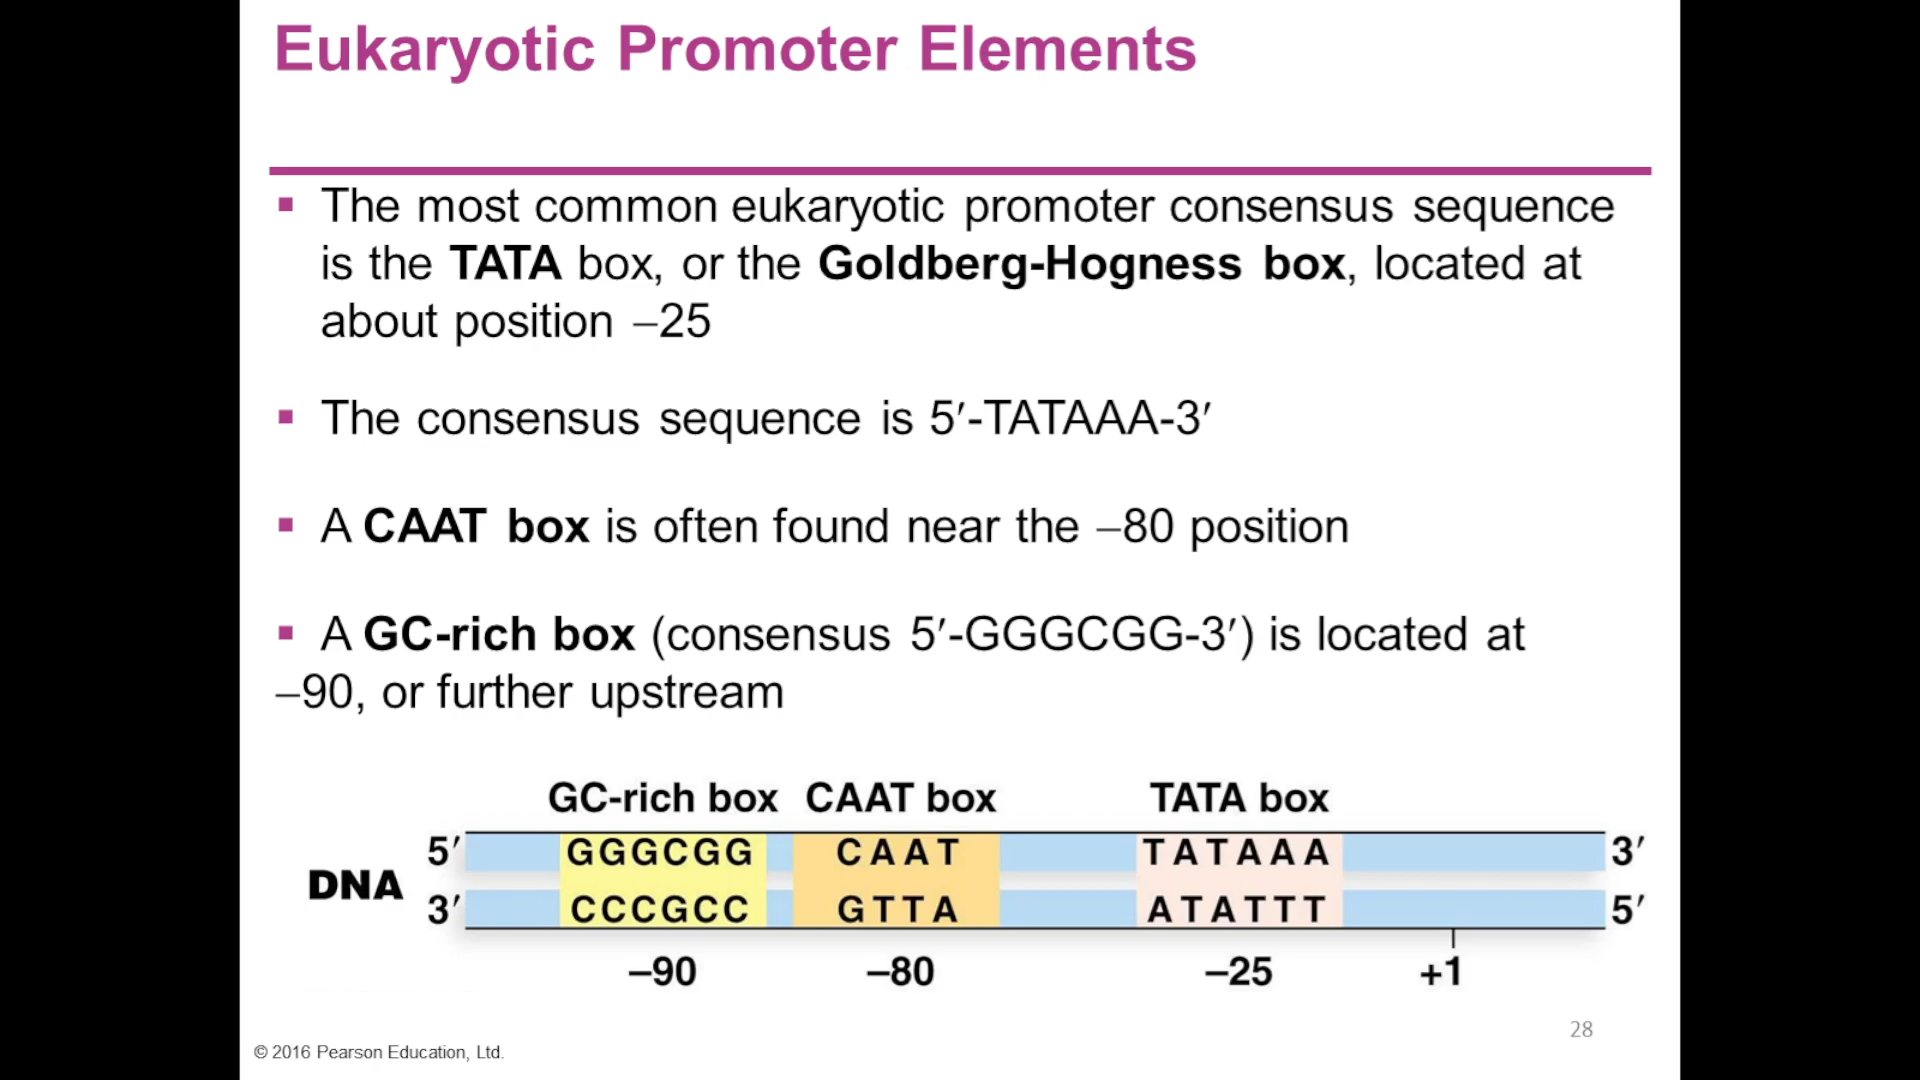 Eukaryotic Promoter Elements
▪ The most common eukaryotic promoter consensus sequence
is the TATA box, or the Goldberg-Hogness box, located at
about position –25
▪ The consensus sequence is 5′-TATAAA-3′
▪ A CAAT box is often found near the –80 position
▪ A GC-rich box (consensus 5′-GGGCGG-3′) is located at
–90, or further upstream
GC-rich box CAAT box TATA box
5′ GGGCGG CAAT TATAAA 3′
DNA
3′ CCCGCC GTTA ATATTT 5′
–90 –80 –25 +1
28
© 2016 Pearson Education, Ltd.